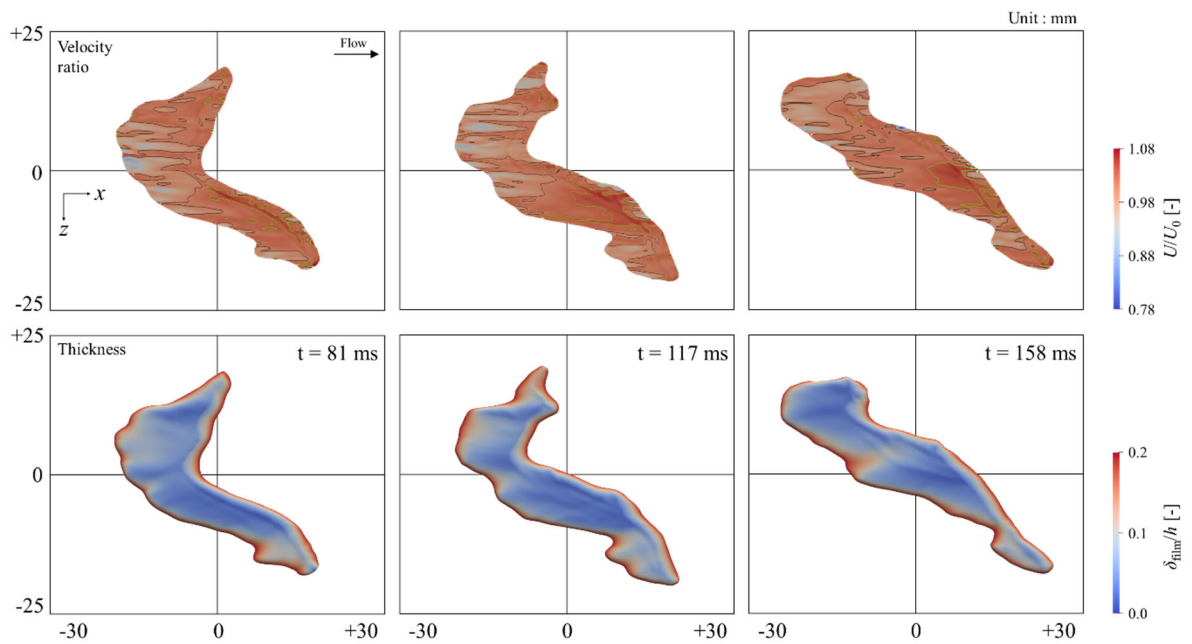 Unit : mm
+25
Velocity
ratio
Flow
0
x
z
-25
1.08
0.98
0.88
0.78
U/U0 [-]
+25
Thickness
t = 81 ms
t = 117 ms
t = 158 ms
0
-25
0.2
0.1
0.0
δfilm/h [-]
-30
0
+30
-30
0
+30
-30
0
+30